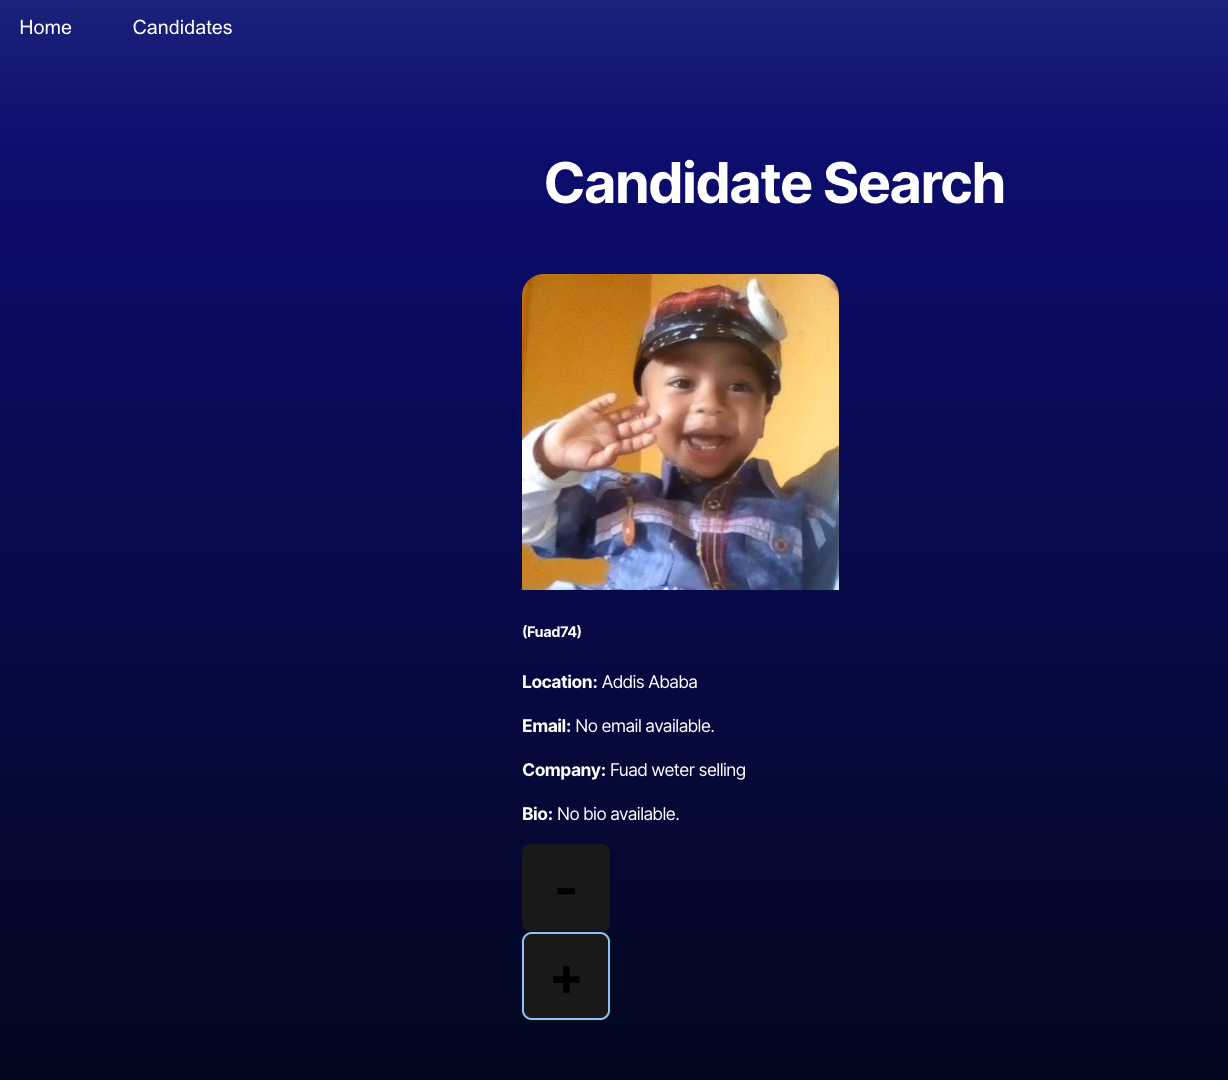 Home Candidates
Candidate Search
(Fuad74)
Location: Addis Ababa
Email: No email available.
Company: Fuad weter selling
Bio: No bio available.
-
+